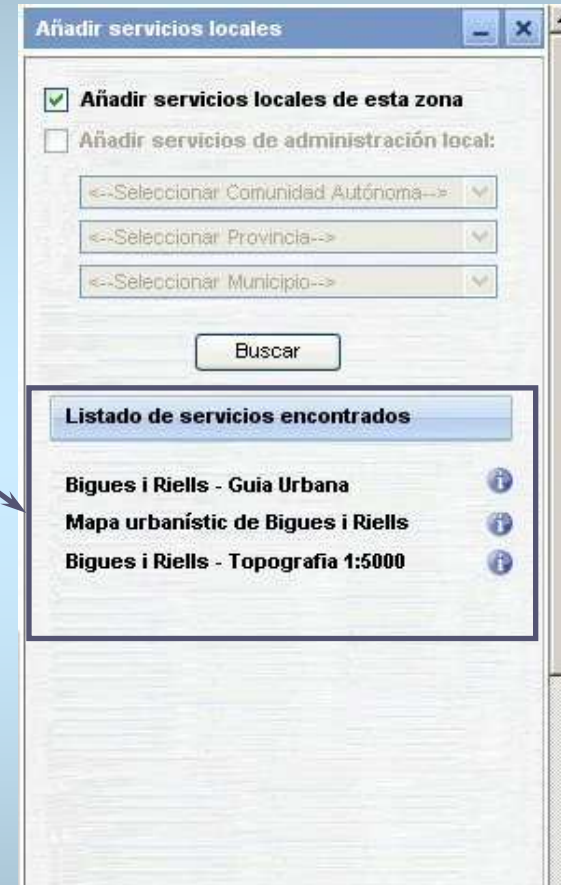 Añadir servicios locales
Añadir servicios locales de esta zona
Añadir servicios de administración local:
<--Seleccionar Comunidad Autónoma-->
<--Seleccionar Provincia-->
<--Seleccionar Municipio-->
Buscar
Listado de servicios encontrados
Bigues i Riells - Guia Urbana
Mapa urbanístic de Bigues i Riells
Bigues i Riells - Topografia 1:5000